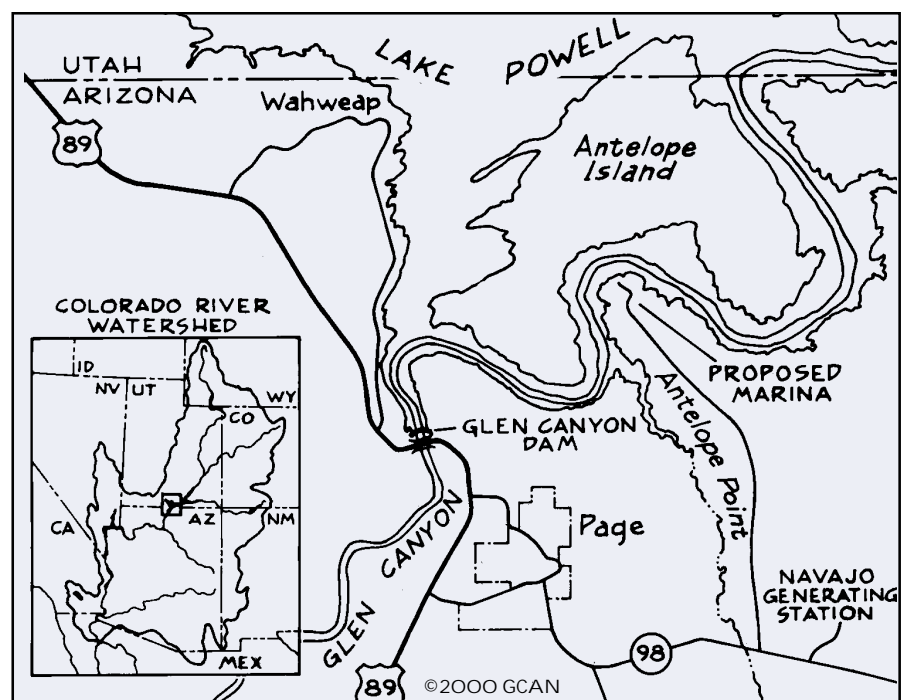 LAKE POWELL
UTAH
ARIZONA
Wahweap
89
Antelope
Island
COLORADO RIVER
WATERSHED
ID
NV
UT
WY
CO
CA
AZ
NM
MEX
PROPOSED
MARINA
GLEN CANYON
DAM
Antelope Point
GLEN CANYON
Page
NAVAJO
GENERATING
STATION
98
89
©2000 GCAN